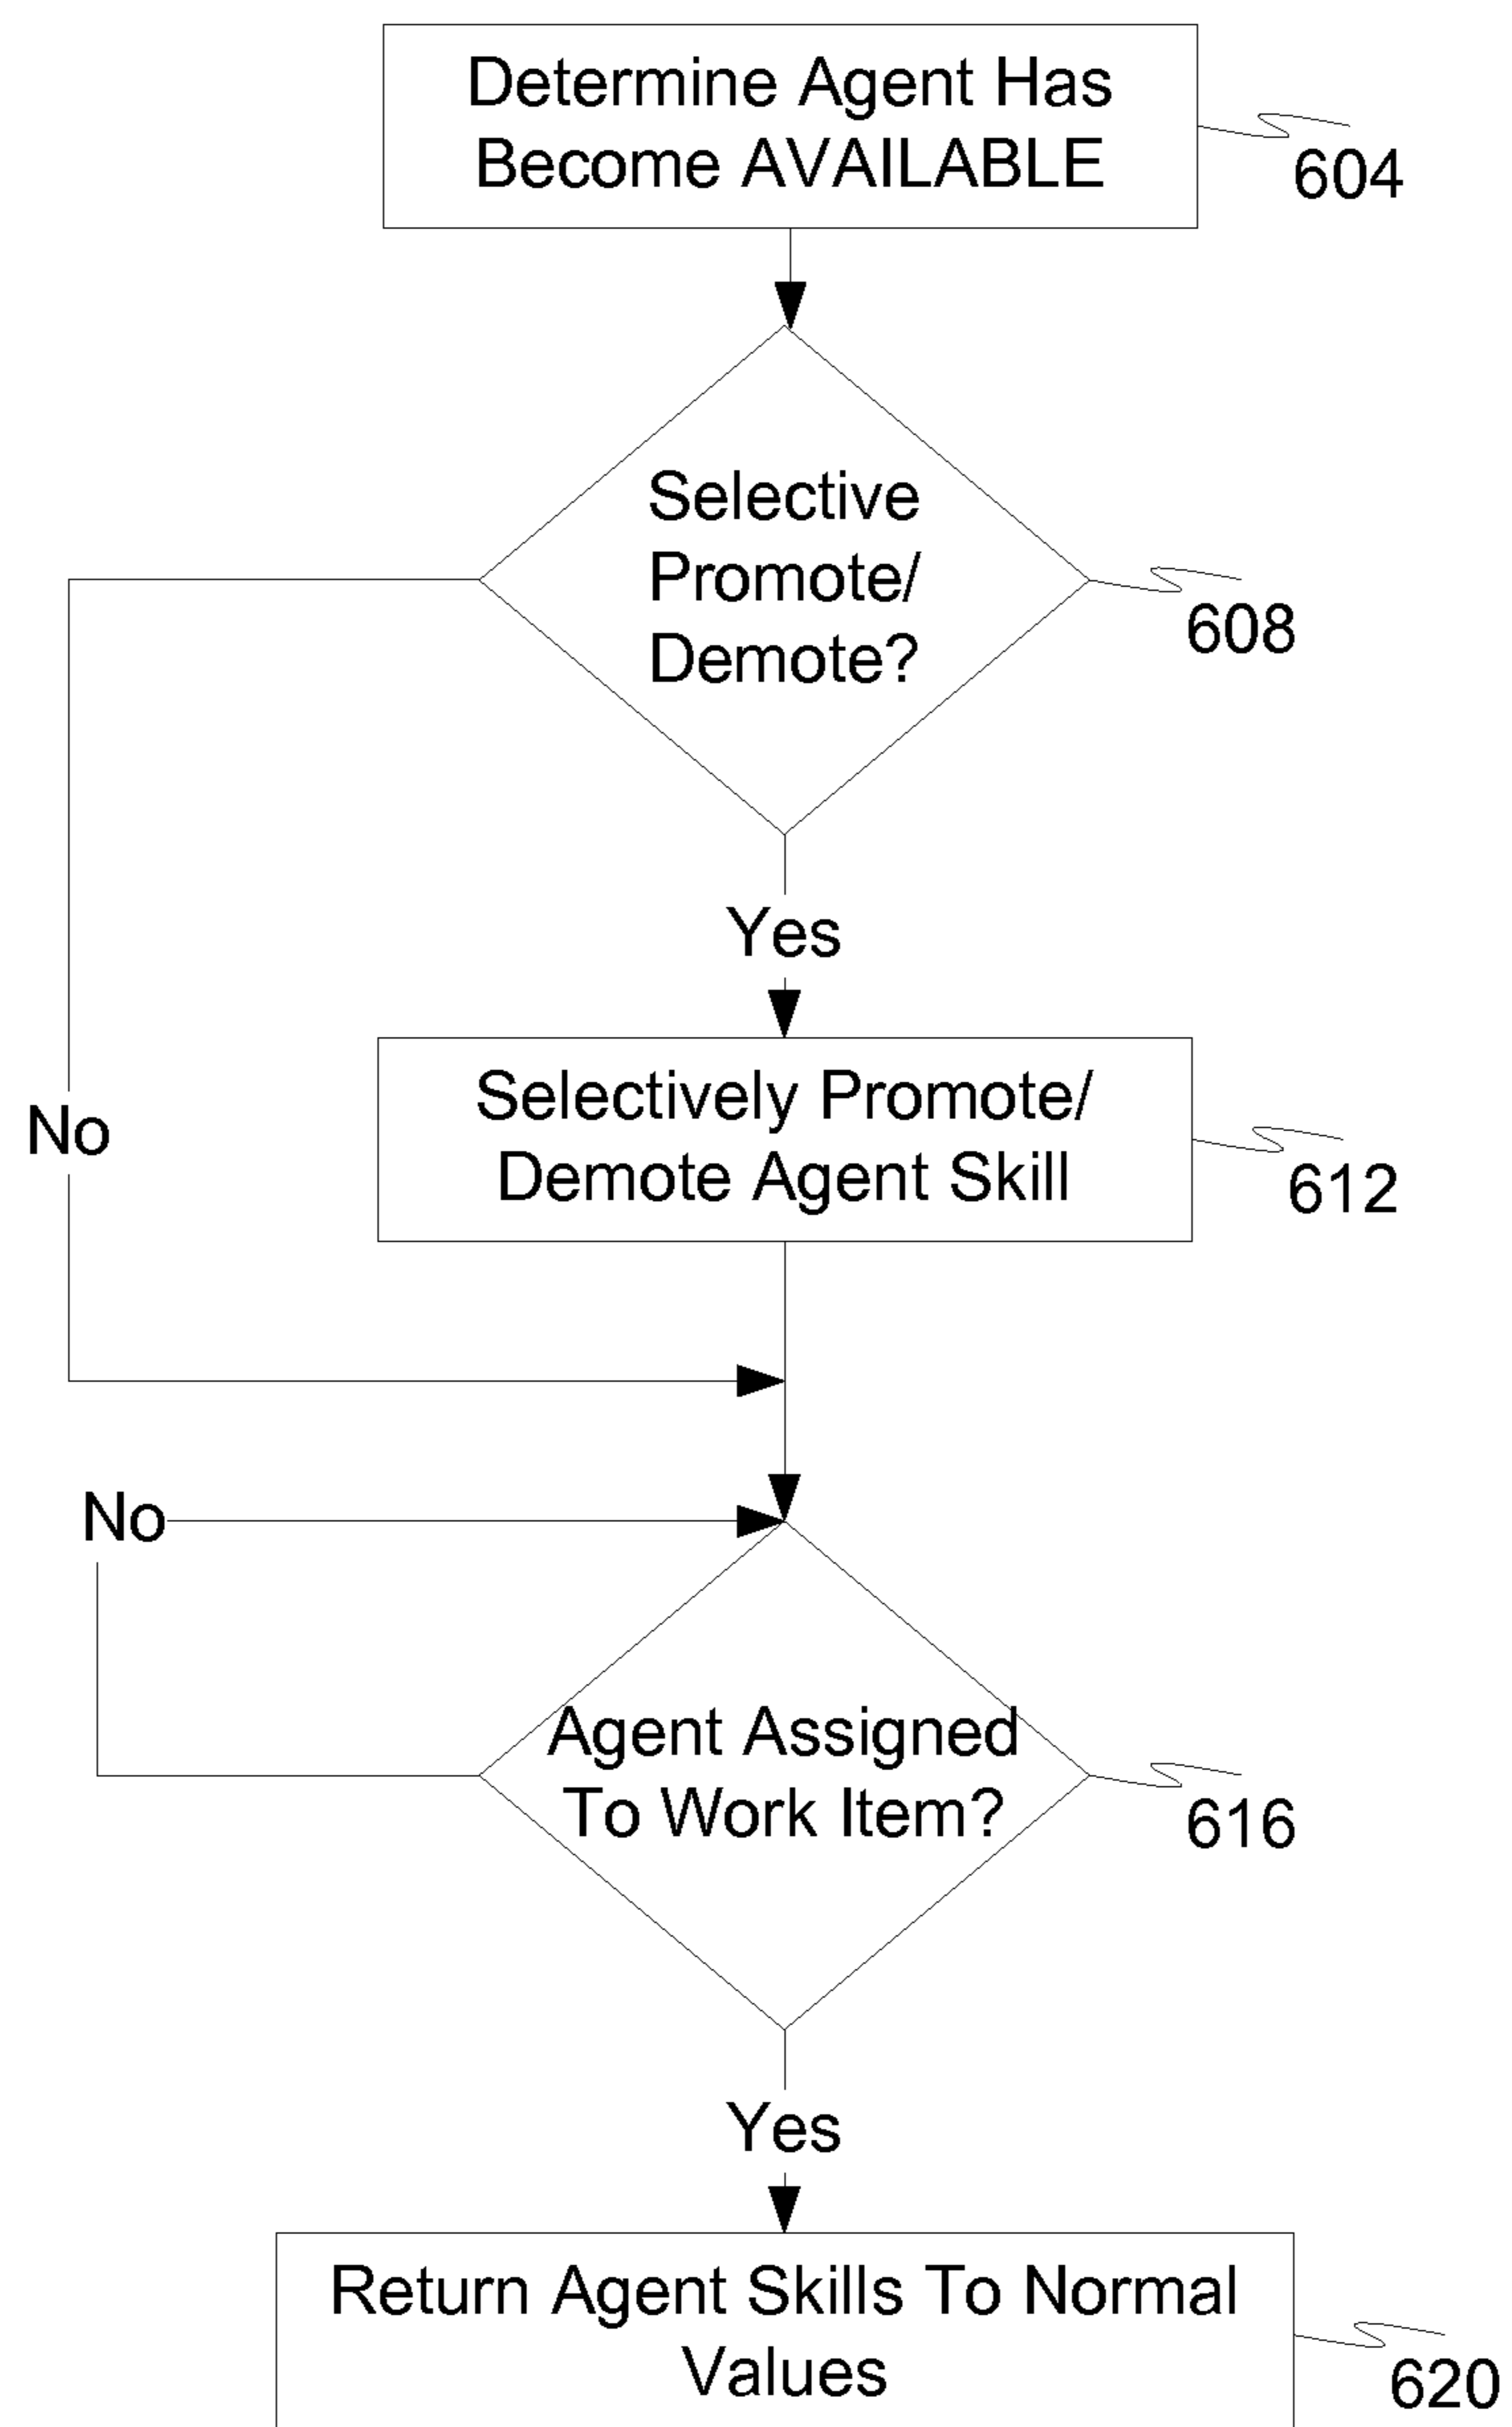 Determine Agent Has
Become AVAILABLE
604
Selective
Promote/
Demote?
608
Yes
Selectively Promote/
Demote Agent Skill
612
No
No
Agent Assigned
To Work Item?
616
Yes
Return Agent Skills To Normal
Values
620